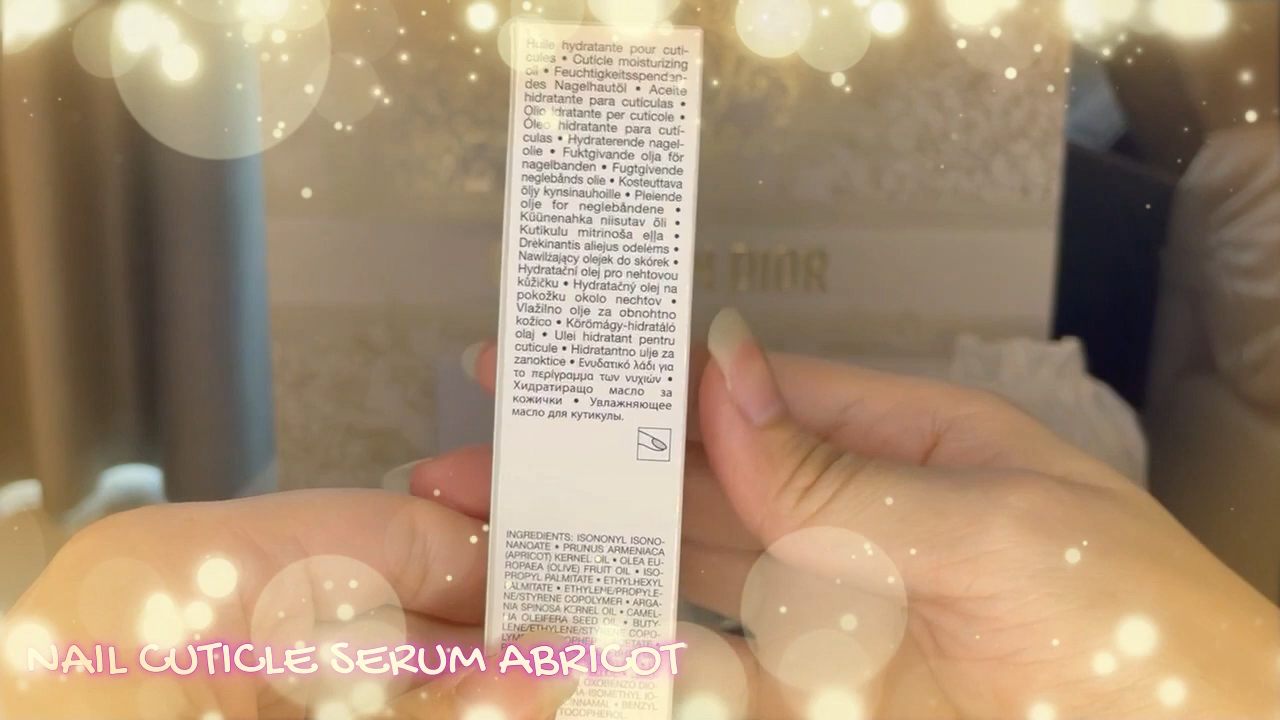 Huile hydratante pour cuti-
cules • Cuticle moisturizing
oil • Feuchtigkeitsspenden-
des Nagelhautöl • Aceite
hidratante para cutículas •
Olio idratante per cuticole •
Óleo hidratante para cutí-
culas • Hydraterende nagel-
olie • Fuktgivande olja för
nagelbanden • Fugtgivende
neglebånds olie • Kosteuttava
öljy kynsinauhoille • Pleiende
olje for neglebåndene •
Küünenahka niisutav õli •
Kutikulu mitrinoša eļļa •
Drėkinantis aliejus odelėms •
Nawilżający olejek do skórek •
Hydratační olej pro nehtovou
kůžičku • Hydratačný olej na
pokožku okolo nechtov •
Vlažilno olje za obnohtno
kožico • Körömágy-hidratáló
olaj • Ulei hidratant pentru
cuticule • Hidratantno ulje za
zanoktice • Ενυδατικό λάδι για
το περίγραμμα των νυχιών •
Хидратиращо масло за
кожички • Увлажняющее
масло для кутикулы.
DIOR
INGREDIENTS: ISONONYL ISONO-
NANOATE • PRUNUS ARMENIACA
(APRICOT) KERNEL OIL • OLEA EU-
ROPAEA (OLIVE) FRUIT OIL • ISO-
PROPYL PALMITATE • ETHYLHEXYL
PALMITATE • ETHYLENE/PROPYLE-
NE/STYRENE COPOLYMER • ARGA-
NIA SPINOSA KERNEL OIL • CAMEL-
LIA OLEIFERA SEED OIL • BUTY-
LENE/ETHYLENE/STYRENE COPO-
NAIL CUTICLE SERUM ABRICOT
BENZYL
TOCOPHEROL.